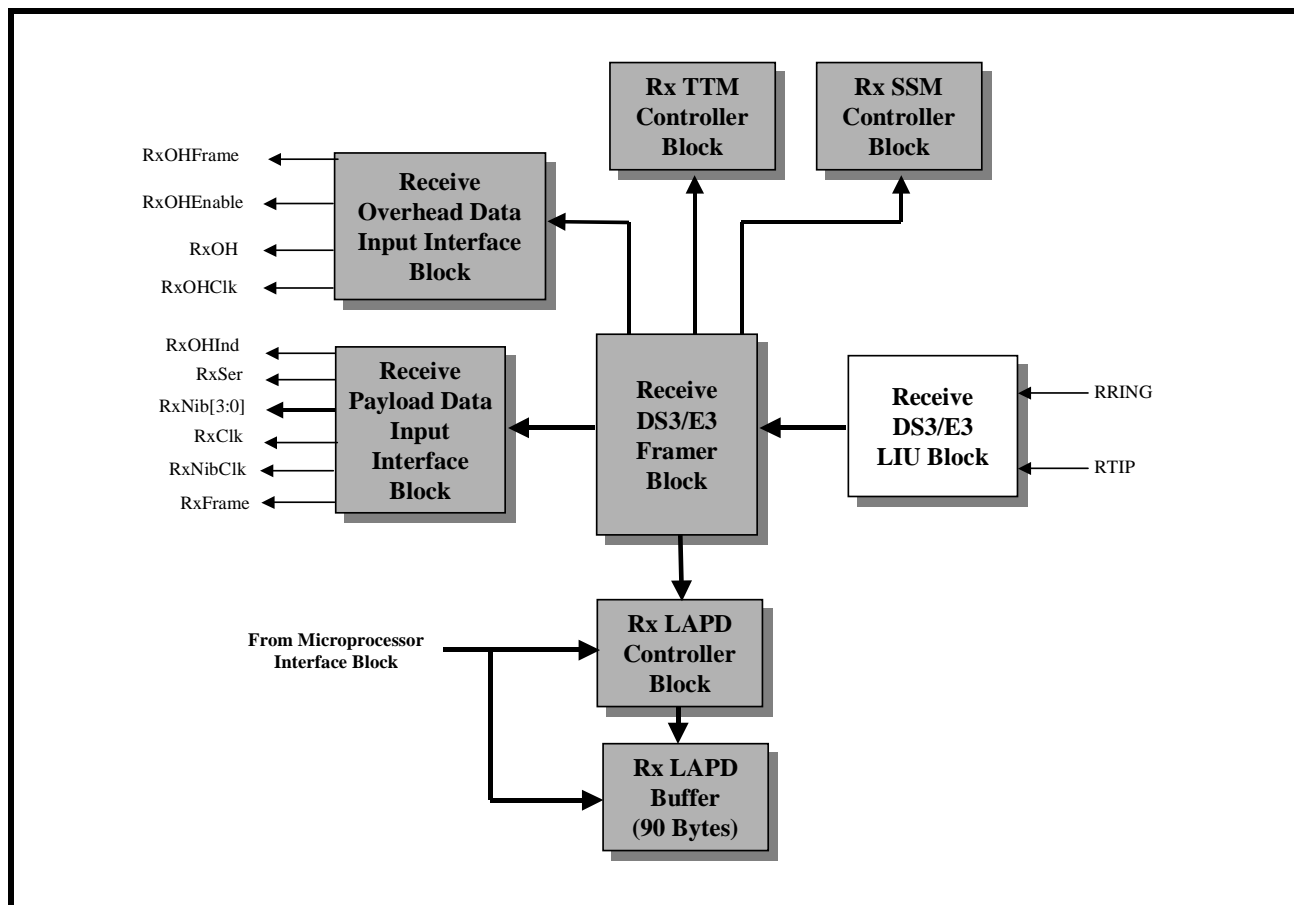 Rx TTM
Controller
Block
Rx SSM
Controller
Block
RxOHFrame
RxOHEnable
RxOH
RxOHClk
Receive
Overhead Data
Input Interface
Block
RxOHInd
RxSer
RxNib[3:0]
RxClk
RxNibClk
RxFrame
Receive
Payload Data
Input
Interface
Block
Receive
DS3/E3
Framer
Block
Receive
DS3/E3
LIU Block
RRING
RTIP
From Microprocessor
Interface Block
Rx LAPD
Controller
Block
Rx LAPD
Buffer
(90 Bytes)